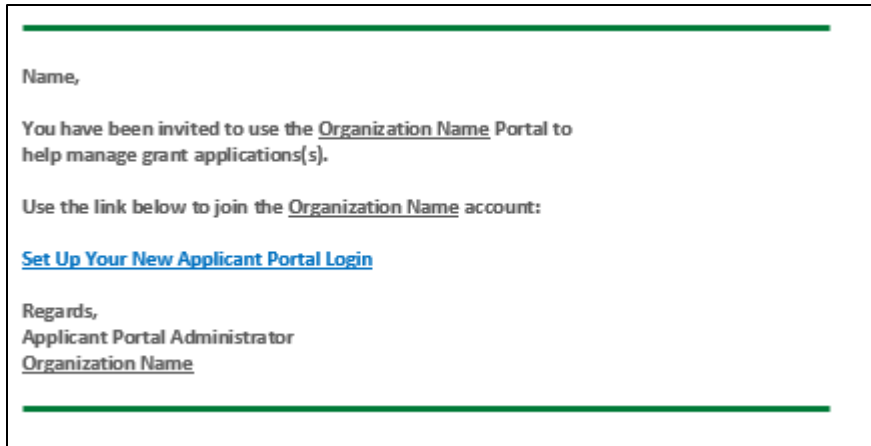 Name,
You have been invited to use the Organization Name Portal to
help manage grant applications(s).
Use the link below to join the Organization Name account:
Set Up Your New Applicant Portal Login
Regards,
Applicant Portal Administrator
Organization Name